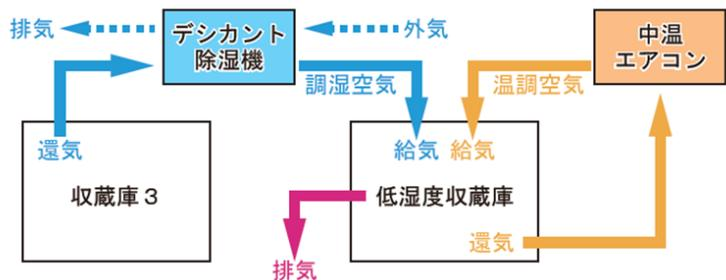 排気
デシカント
除湿機
外気
中温
エアコン
調湿空気
温調空気
還気
給気
給気
収蔵庫3
低湿度収蔵庫
還気
排気